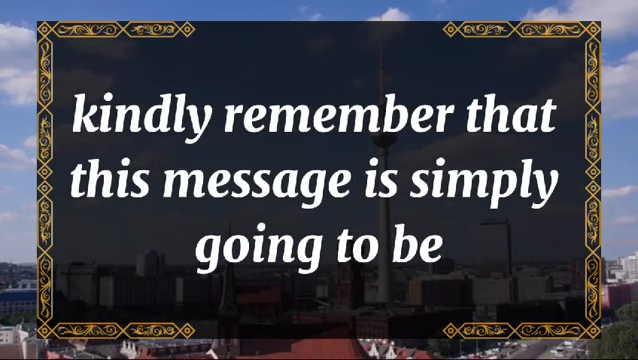 kindly remember that
this message is simply
going to be